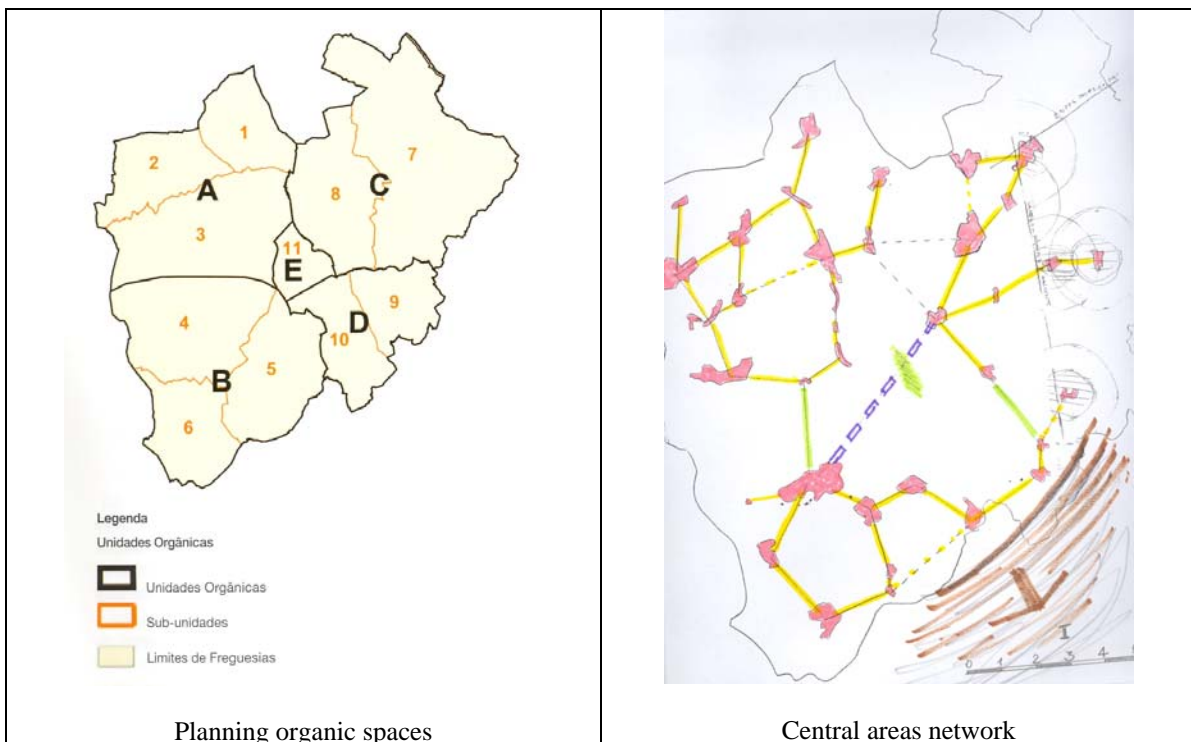 1
2
A
3
8
C
7
11
E
4
B
5
6
9
D
10
Legenda
Unidades Orgânicas
Unidades Orgânicas
Sub-unidades
Limites de Freguesias
Planning organic spaces
I
0 1 2 3 4
Central areas network